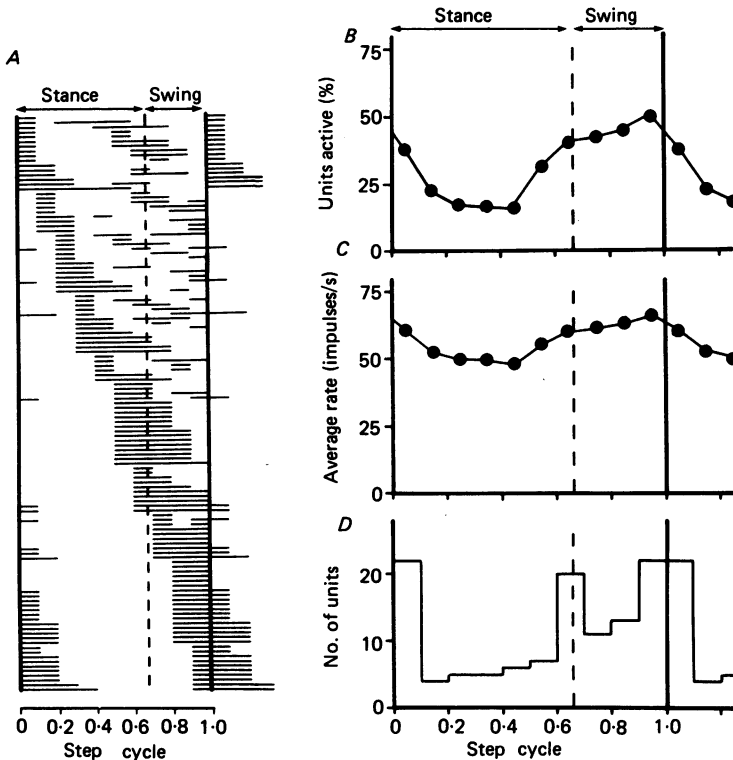 A
Stance
Swing
0
0·2
0·4
0·6
0·8
1·0
Step cycle
Stance
Swing
B
75
50
25
0
Units active (%)
C
75
50
25
0
Average rate (impulses/s)
D
20
10
0
No. of units
0
0·2
0·4
0·6
0·8
1·0
Step cycle